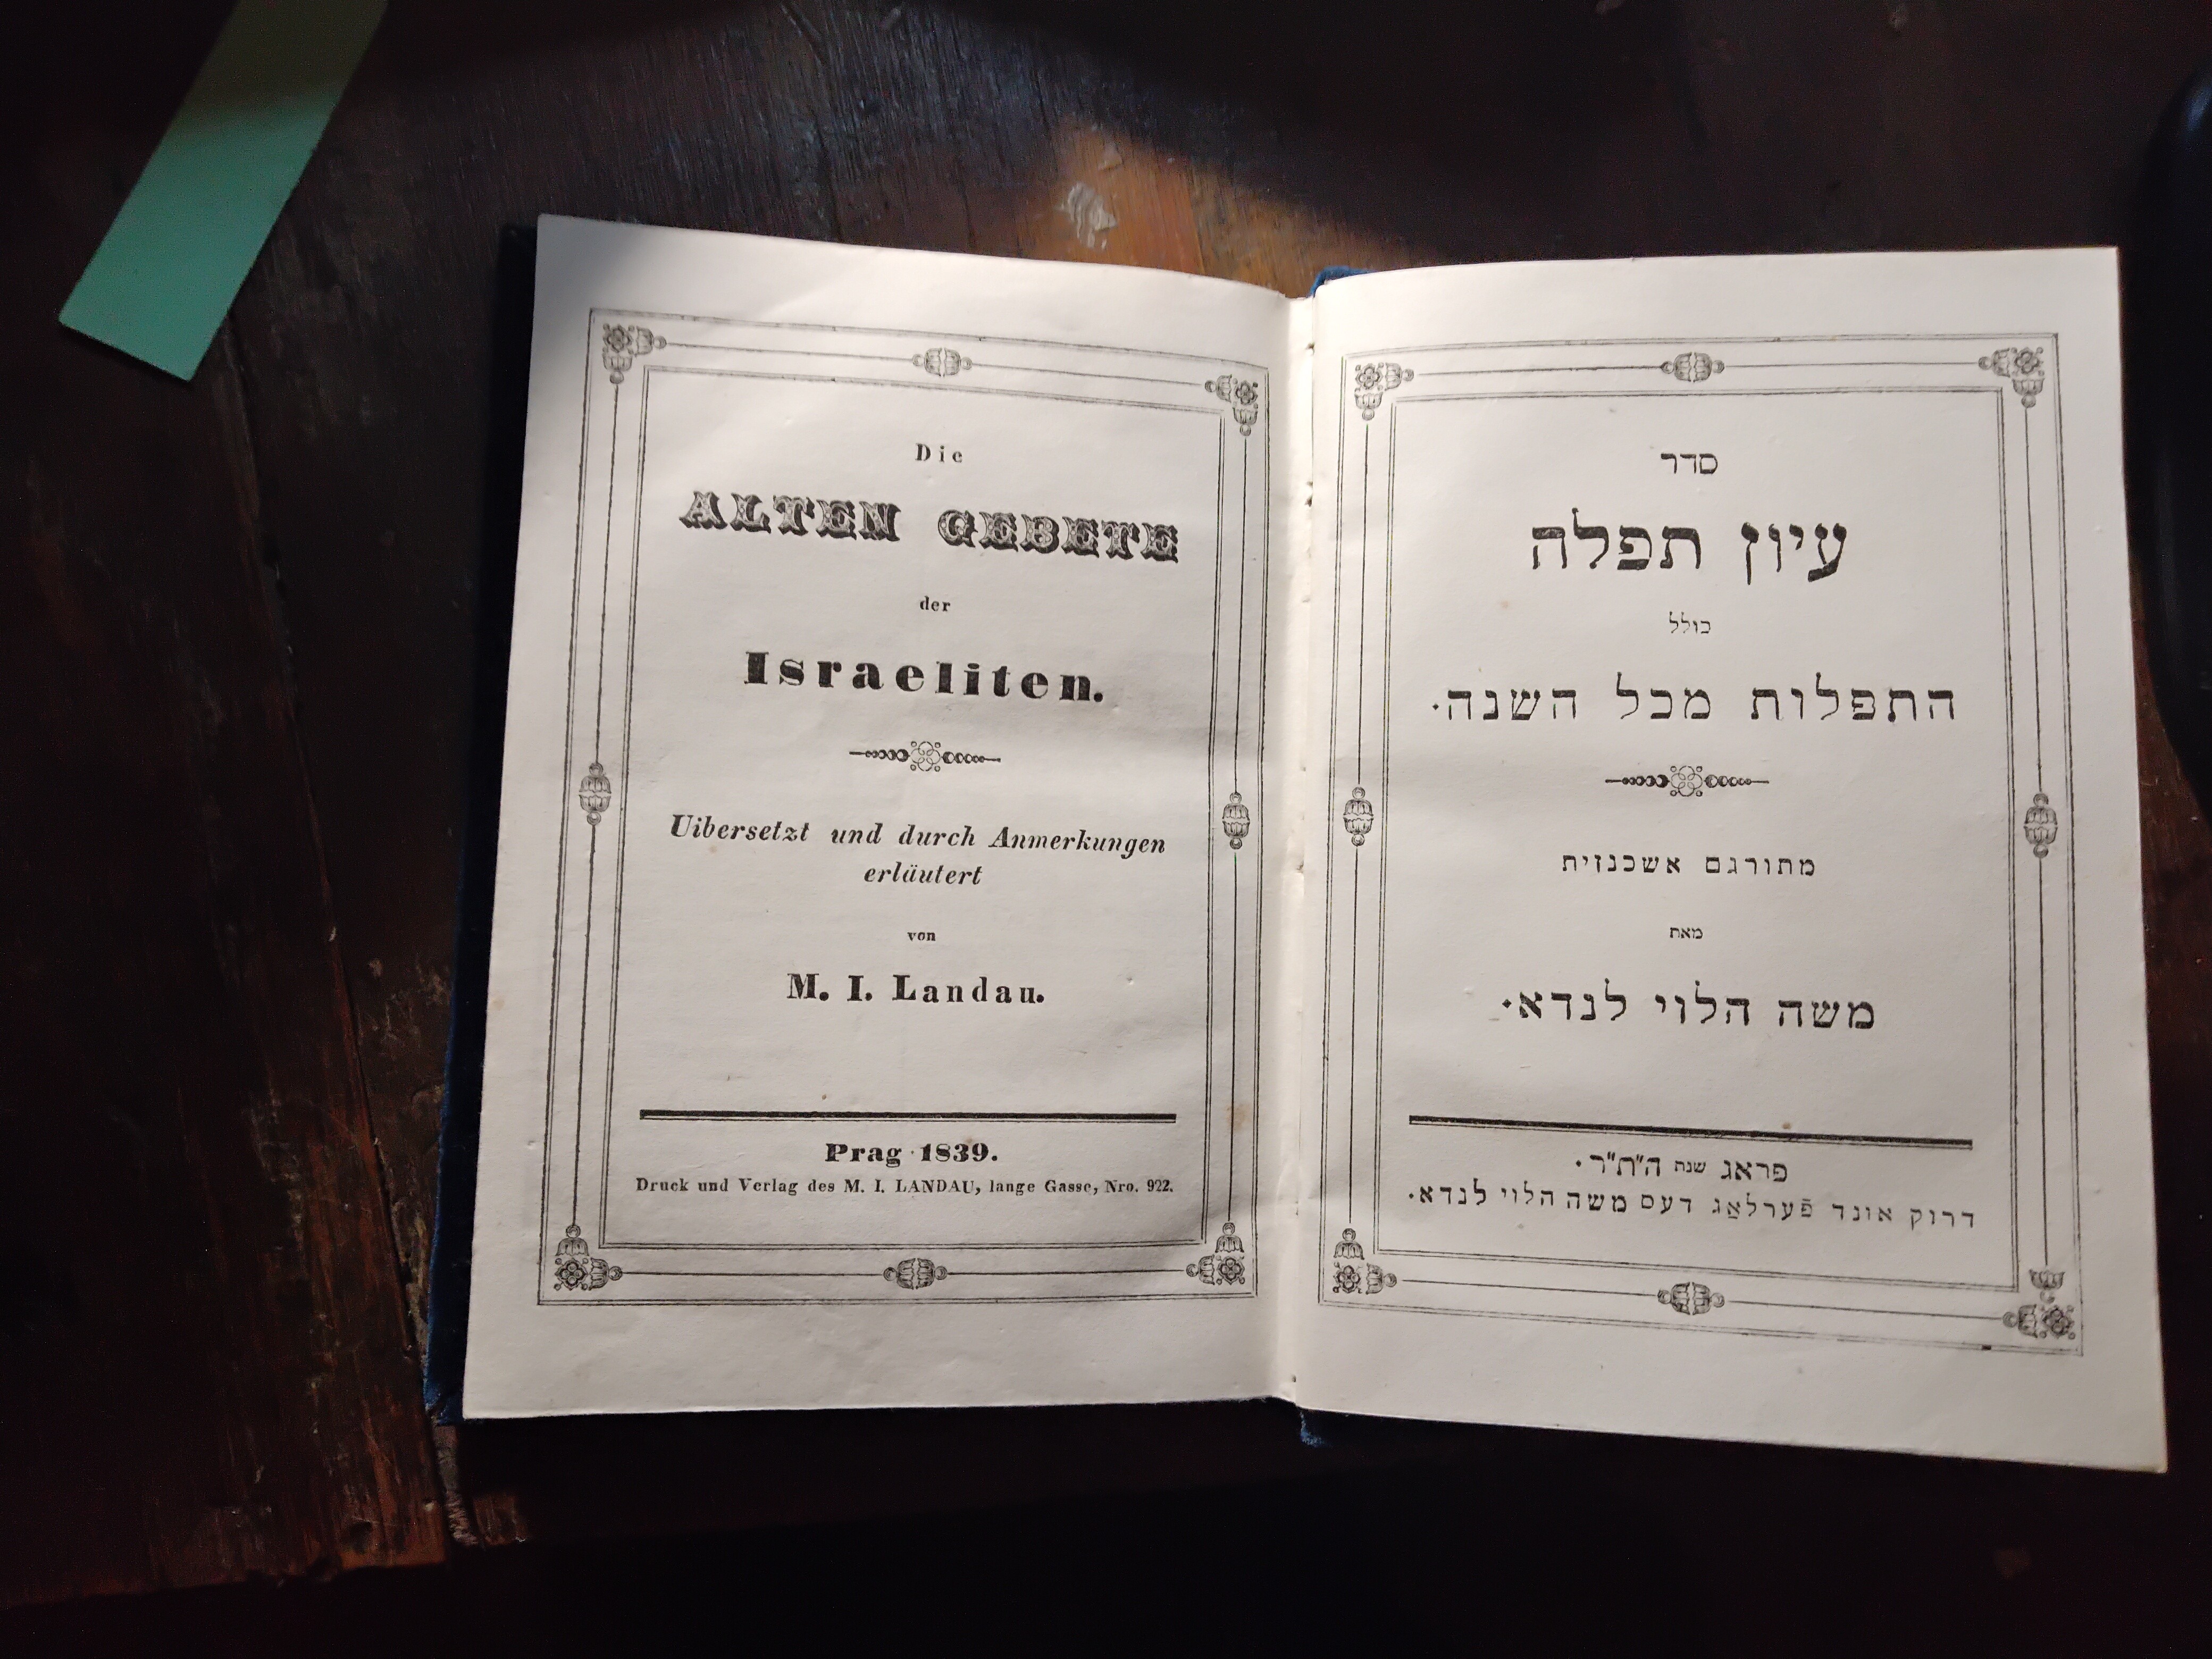 Die
ALTEN GEBETE
der
Israeliten.
Uibersetzt und durch Anmerkungen
erläutert
von
M. I. Landau.
Prag 1839.
Druck und Verlag des M. I. LANDAU, lange Gasse, Nro. 922.
סדר
עיון תפלה
כולל
התפלות מכל השנה.
מתורגם אשכנזית
מאת
משה הלוי לנדא.
פראג שנת ה"ת"ר.
דרוק אונד פֿערלאַג דעס משה הלוי לנדא.